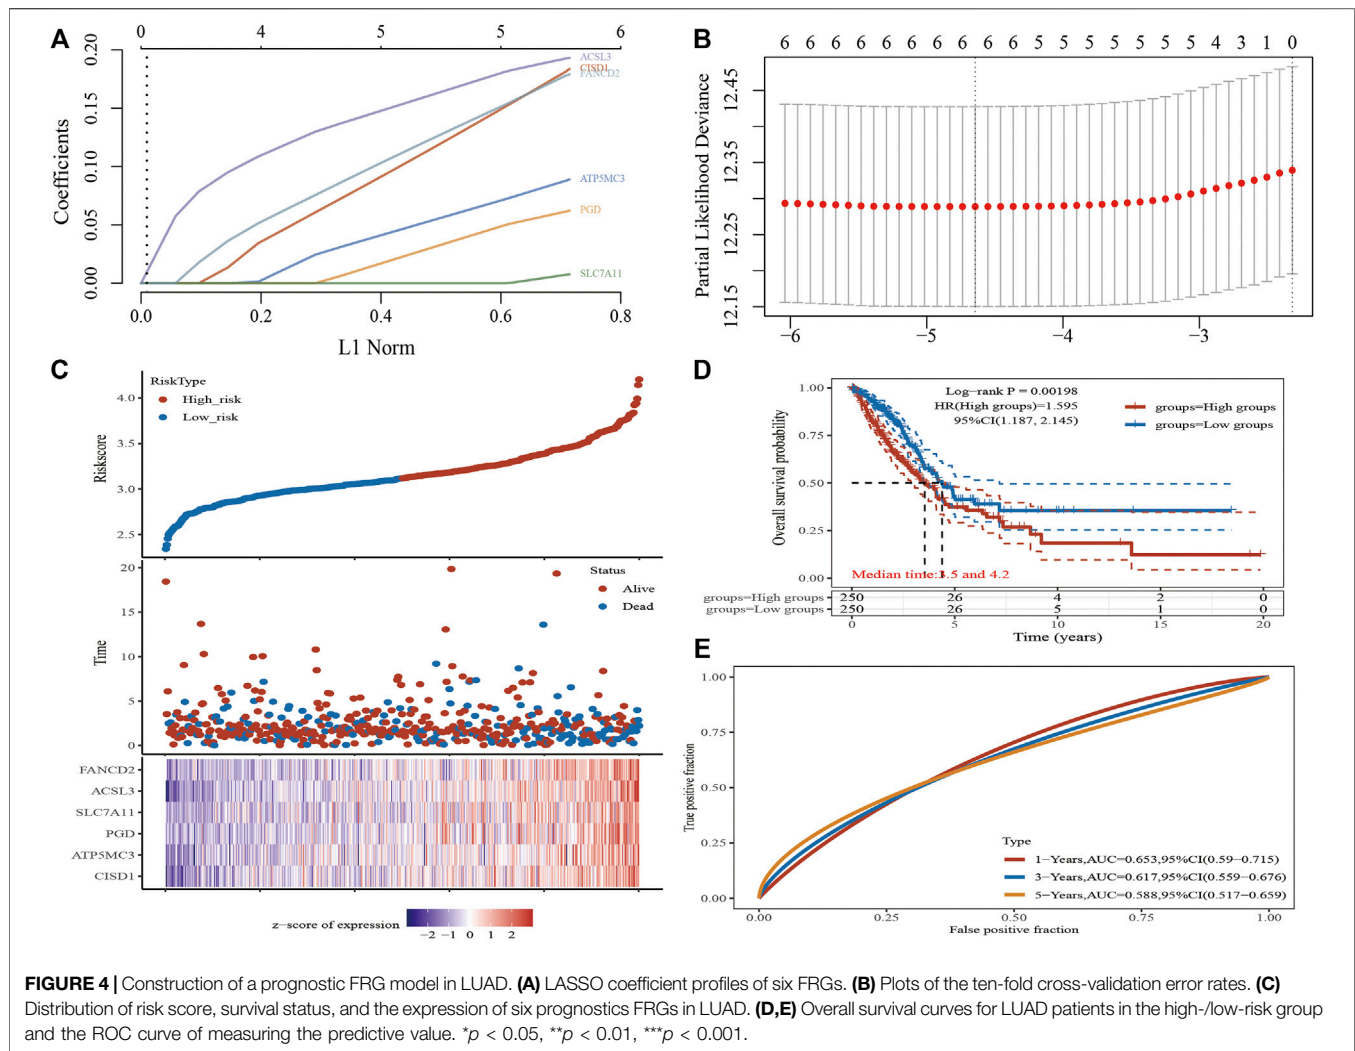 A
0 4 5 5 6
0.20
0.15
0.10
0.05
0.00
Coefficients
ACSL3
CISD1
FANCD2
ATP5MC3
PGD
SLC7A11
0.0 0.2 0.4 0.6 0.8
L1 Norm
B
6 6 6 6 6 6 6 6 6 6 5 5 5 5 5 5 5 4 3 1 0
12.45
12.35
12.25
12.15
Partial Likelihood Deviance
−6 −5 −4 −3
C
RiskType
High_risk
Low_risk
4.0
3.5
3.0
2.5
Riskscore
Status
Alive
Dead
20
15
10
5
0
Time
FANCD2
ACSL3
SLC7A11
PGD
ATP5MC3
CISD1
z−score of expression
−2 −1 0 1 2
D
Log−rank P = 0.00198
HR(High groups)=1.595
95%CI(1.187, 2.145)
groups=High groups
groups=Low groups
1.00
0.75
0.50
0.25
0.00
Overall survival probability
Median time:3.5 and 4.2
groups=High groups 250 26 4 2 0
groups=Low groups 250 26 5 1 0
0 5 10 15 20
Time (years)
E
1.00
0.75
0.50
0.25
0.00
True positive fraction
Type
1−Years,AUC=0.653,95%CI(0.59−0.715)
3−Years,AUC=0.617,95%CI(0.559−0.676)
5−Years,AUC=0.588,95%CI(0.517−0.659)
0.00 0.25 0.50 0.75 1.00
False positive fraction
FIGURE 4 | Construction of a prognostic FRG model in LUAD. (A) LASSO coefficient profiles of six FRGs. (B) Plots of the ten-fold cross-validation error rates. (C)
Distribution of risk score, survival status, and the expression of six prognostics FRGs in LUAD. (D,E) Overall survival curves for LUAD patients in the high-/low-risk group
and the ROC curve of measuring the predictive value. *p < 0.05, **p < 0.01, ***p < 0.001.